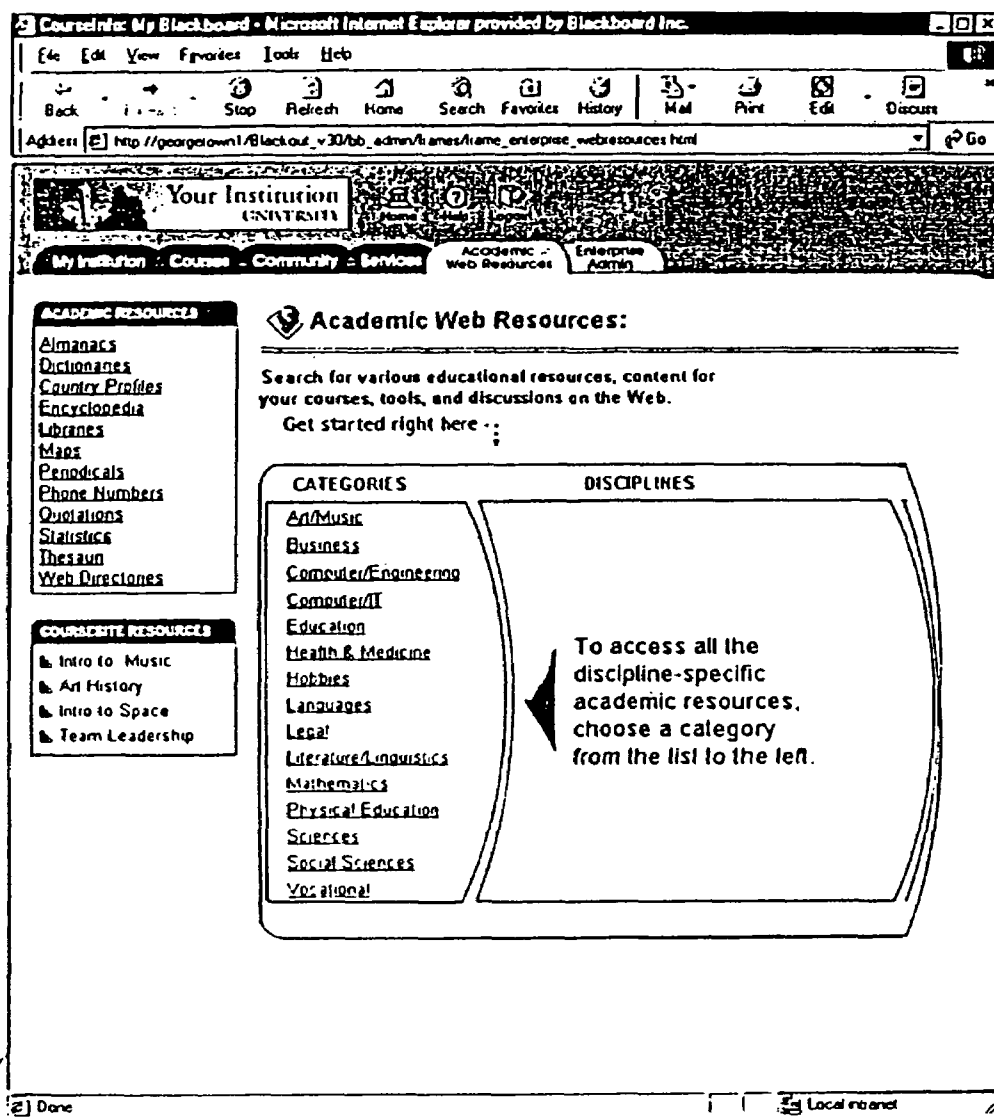 CourseInfo: My Blackboard - Microsoft Internet Explorer provided by Blackboard Inc.
File Edit View Favorites Tools Help
Back Stop Refresh Home Search Favorites History Mail Print Edit Discuss
Address http://georgetown1/Blackout_v30/bb_admin/frames/frame_enterprise_webresources.html Go
Your Institution
UNIVERSITY
Home Help Logout
My Institution Courses Community Services Academic Web Resources Enterprise Admin
ACADEMIC RESOURCES
Almanacs
Dictionaries
Country Profiles
Encyclopedia
Libraries
Maps
Periodicals
Phone Numbers
Quotations
Statistics
Thesauri
Web Directories
COURSESITE RESOURCES
Intro to Music
Art History
Intro to Space
Team Leadership
Academic Web Resources:
Search for various educational resources, content for
your courses, tools, and discussions on the Web.
Get started right here
CATEGORIES
Art/Music
Business
Computer/Engineering
Computer/IT
Education
Health & Medicine
Hobbies
Languages
Legal
Literature/Linguistics
Mathematics
Physical Education
Sciences
Social Sciences
Vocational
DISCIPLINES
To access all the
discipline-specific
academic resources,
choose a category
from the list to the left.
Done Local intranet